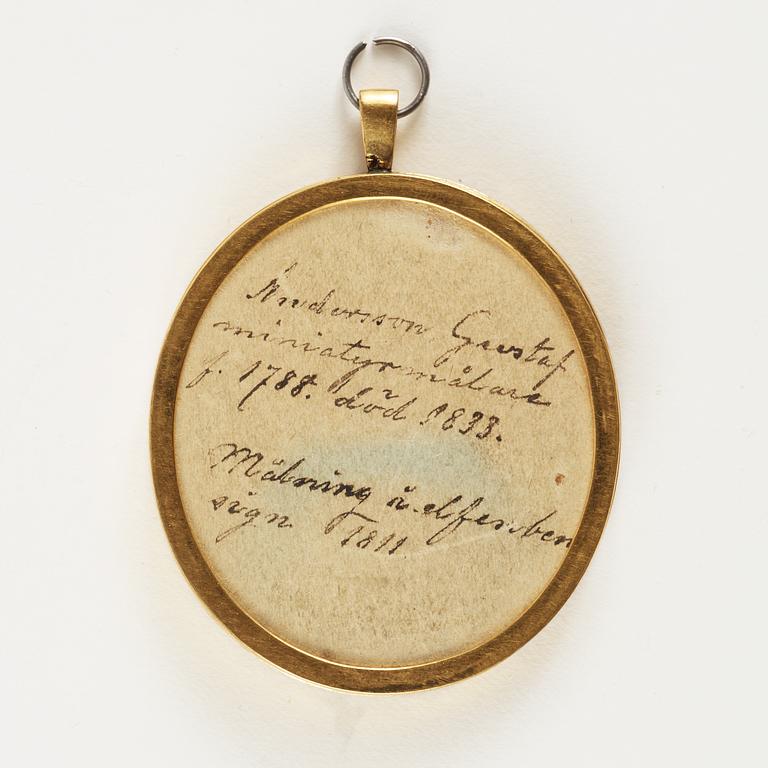 Andersson Gustaf
miniatyrmålare
f. 1788. död 1833.
Målning å elfenben
sign 1811